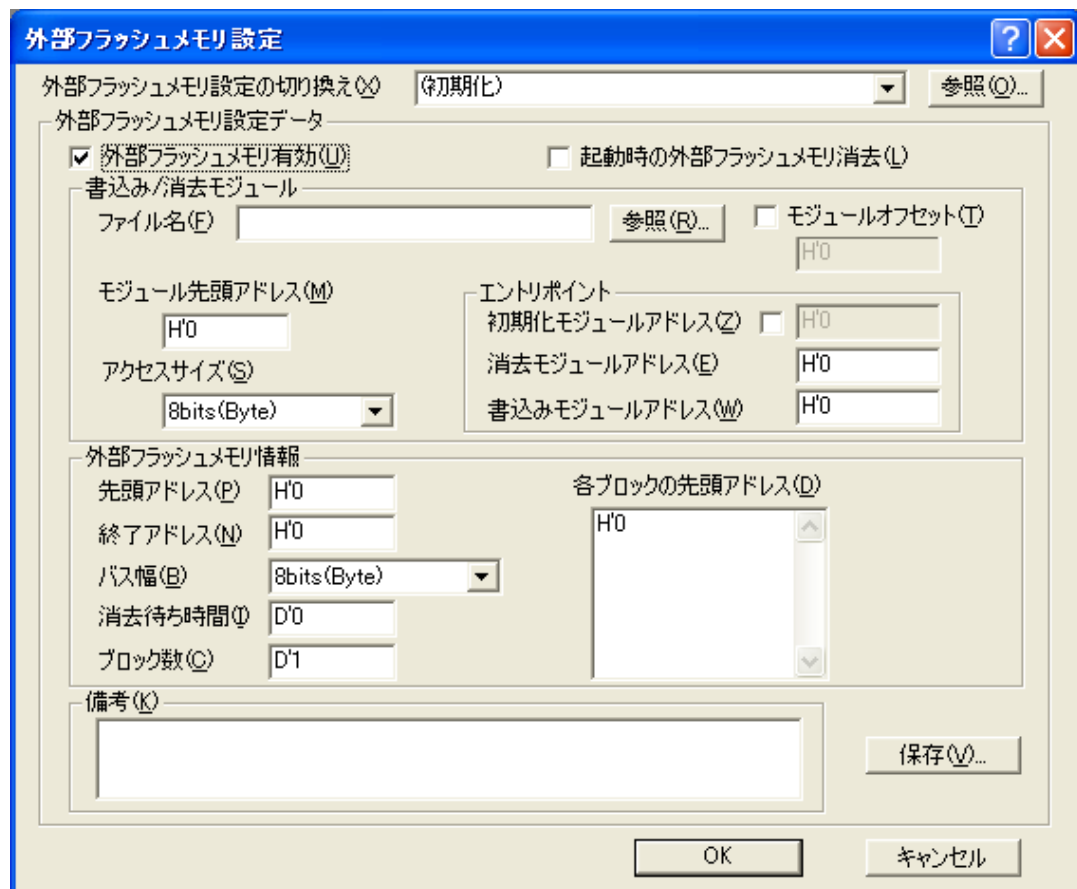 外部フラッシュメモリ設定
外部フラッシュメモリ設定の切り換え(X) (初期化) 参照(O)...
外部フラッシュメモリ設定データ
外部フラッシュメモリ有効(U) 起動時の外部フラッシュメモリ消去(L)
書込み/消去モジュール
ファイル名(F) 参照(R)... モジュールオフセット(T)
H'0
モジュール先頭アドレス(M) エントリポイント
H'0 初期化モジュールアドレス(Z) H'0
アクセスサイズ(S) 消去モジュールアドレス(E) H'0
8bits(Byte) 書込みモジュールアドレス(W) H'0
外部フラッシュメモリ情報
先頭アドレス(P) H'0 各ブロックの先頭アドレス(D)
終了アドレス(N) H'0 H'0
バス幅(B) 8bits(Byte)
消去待ち時間(I) D'0
ブロック数(C) D'1
備考(K)
保存(V)...
OK キャンセル